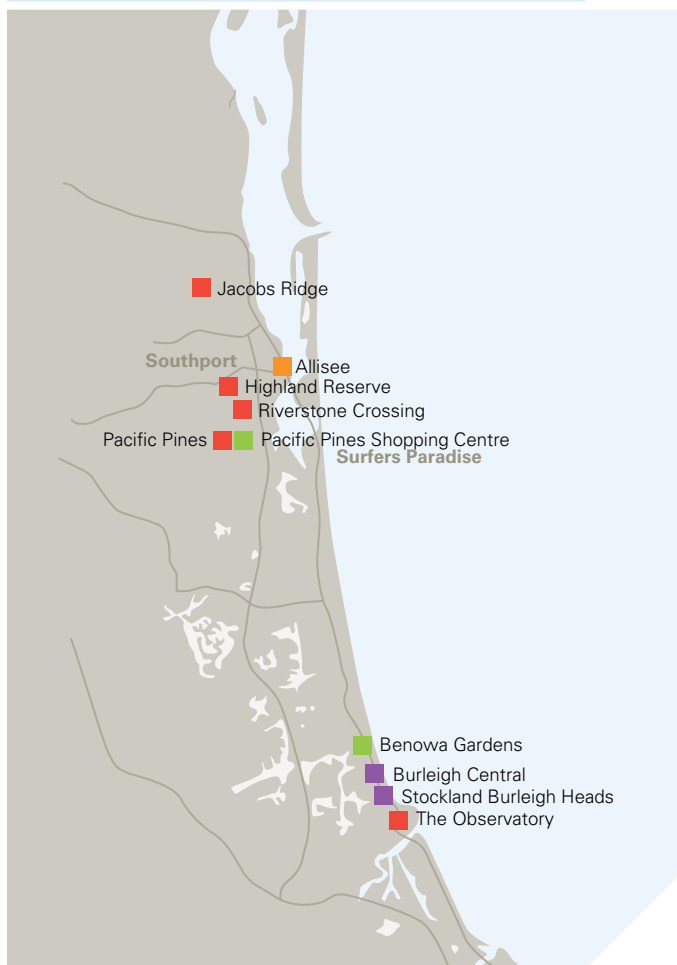 Jacobs Ridge
Southport
Allisee
Highland Reserve
Riverstone Crossing
Pacific Pines
Pacific Pines Shopping Centre
Surfers Paradise
Benowa Gardens
Burleigh Central
Stockland Burleigh Heads
The Observatory